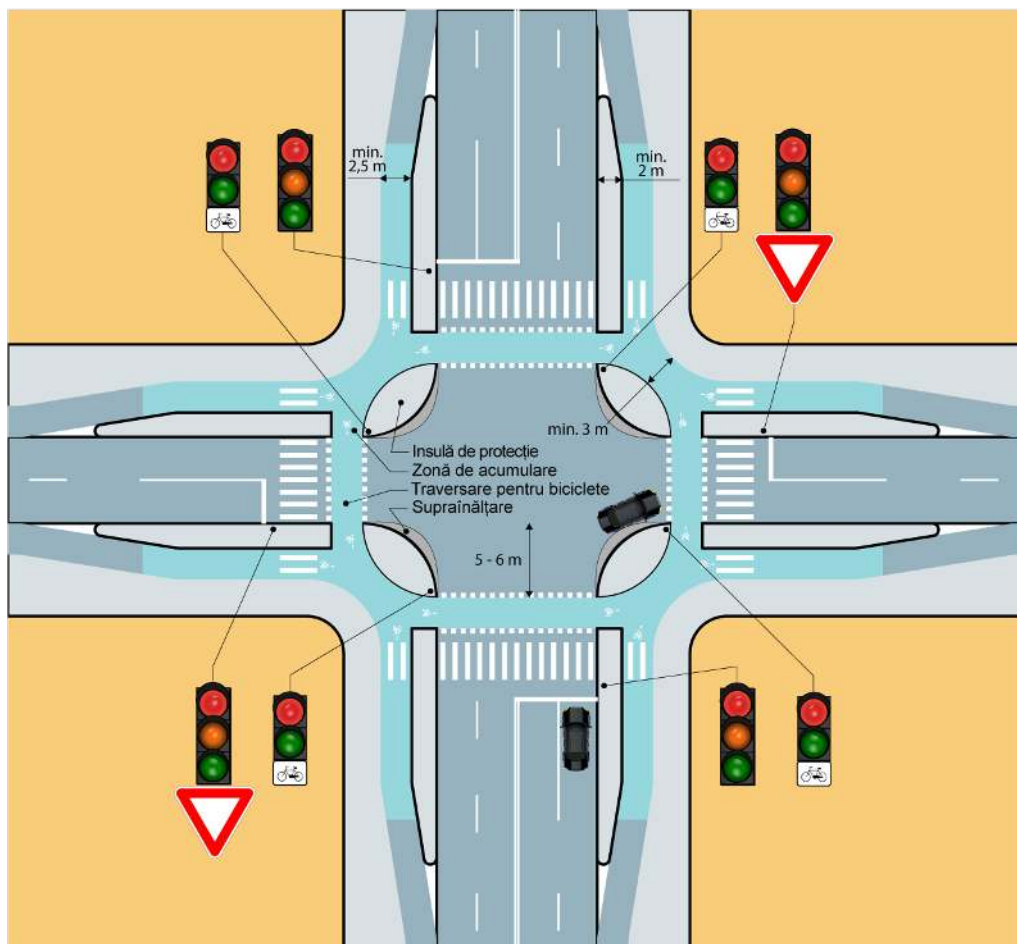 min.
2,5 m
min.
2 m
min. 3 m
Insulă de protecție
Zonă de acumulare
Traversare pentru biciclete
Supraînălțare
5 - 6 m